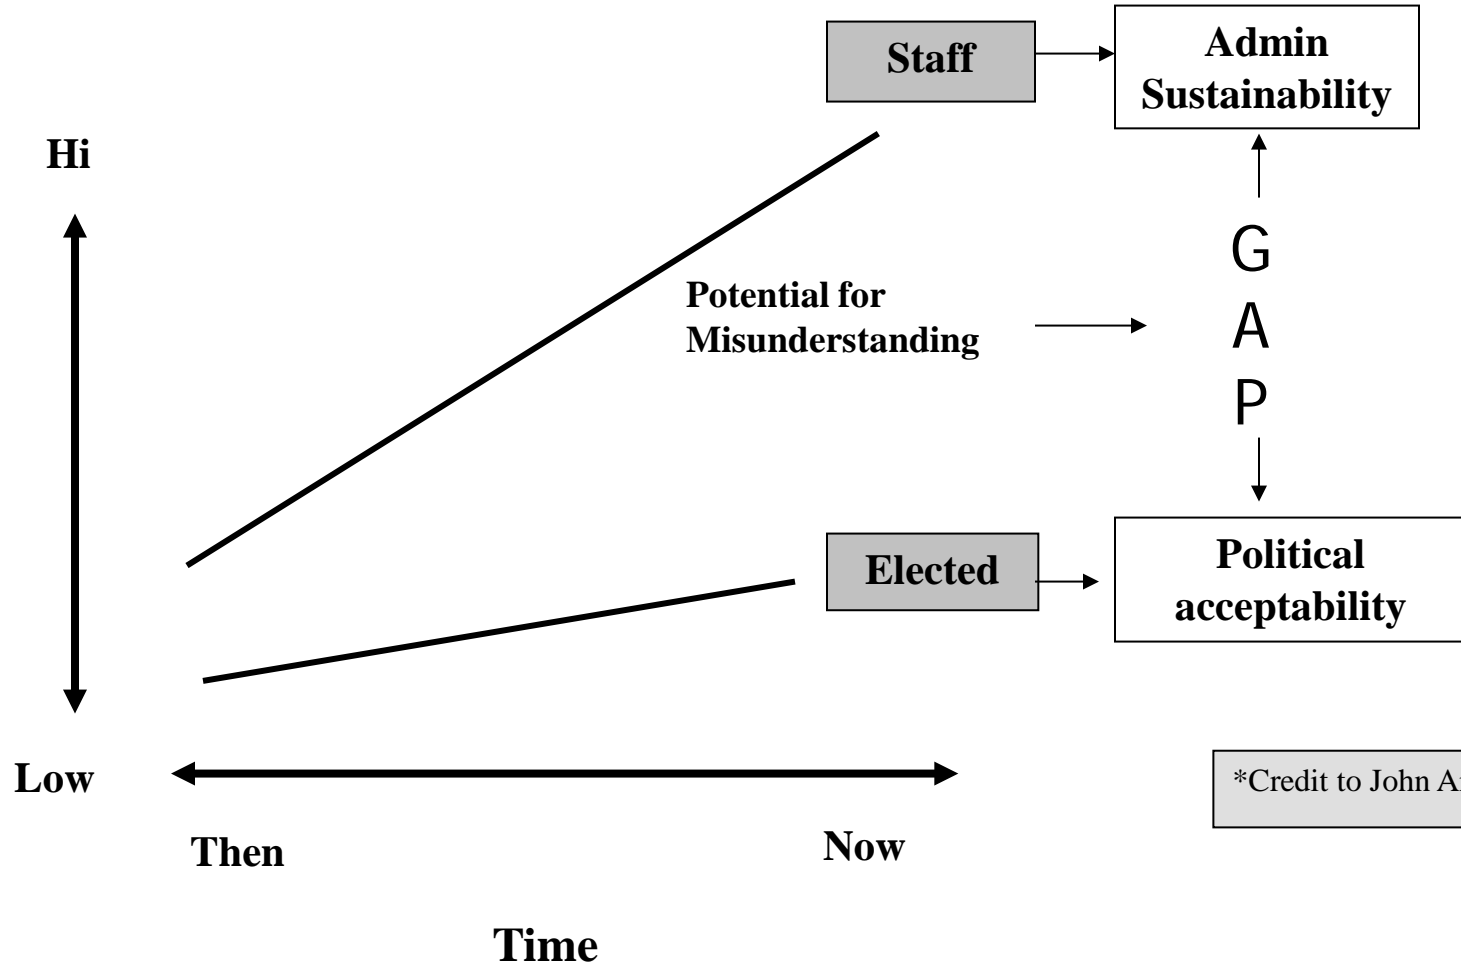 Staff
Admin
Sustainability
Hi
G
A
P
Potential for
Misunderstanding
Elected
Political
acceptability
Low
*Credit to John
Then
Now
Time